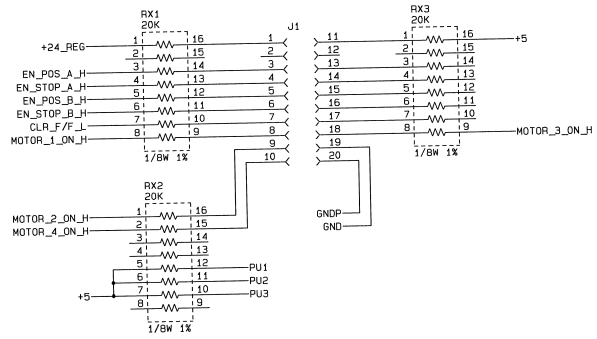 RX1
20K
+24_REG
1 16
2 15
EN_POS_A_H 3 14
EN_STOP_A_H 4 13
EN_POS_B_H 5 12
EN_STOP_B_H 6 11
CLR_F/F_L 7 10
MOTOR_1_ON_H 8 9
1/8W 1%
J1
1 11
2 12
3 13
4 14
5 15
6 16
7 17
8 18
9 19
10 20
GNDP
GND
RX3
20K
1 16 +5
2 15
3 14
4 13
5 12
6 11
7 10
8 9 MOTOR_3_ON_H
1/8W 1%
RX2
20K
MOTOR_2_ON_H 1 16
MOTOR_4_ON_H 2 15
3 14
4 13
5 12 PU1
6 11 PU2
+5 7 10 PU3
8 9
1/8W 1%